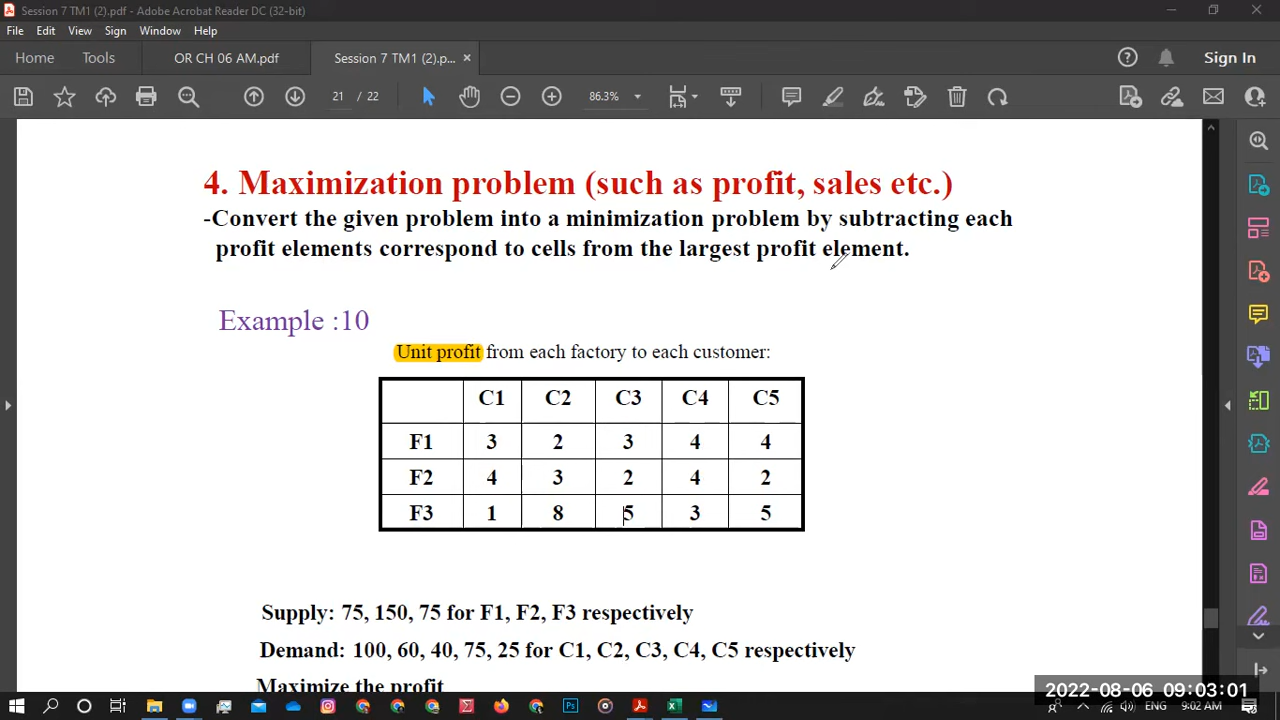 Session 7 TM1 (2).pdf - Adobe Acrobat Reader DC (32-bit)
File Edit View Sign Window Help
Home Tools OR CH 06 AM.pdf Session 7 TM1 (2).p... × Sign In
21 / 22 86.3%
4. Maximization problem (such as profit, sales etc.)
-Convert the given problem into a minimization problem by subtracting each
profit elements correspond to cells from the largest profit element.
Example :10
Unit profit from each factory to each customer:
C1 C2 C3 C4 C5
F1 3 2 3 4 4
F2 4 3 2 4 2
F3 1 8 5 3 5
Supply: 75, 150, 75 for F1, F2, F3 respectively
Demand: 100, 60, 40, 75, 25 for C1, C2, C3, C4, C5 respectively
Maximize the profit
2022-08-06 09:03:01
ENG 9:02 AM